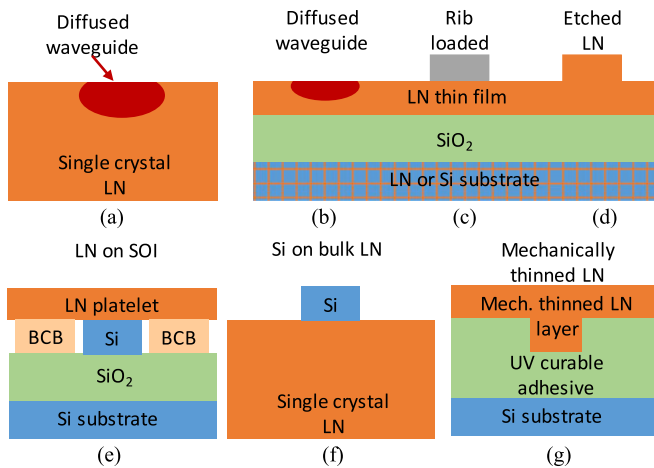 Diffused
waveguide
Single crystal
LN
(a)
Diffused
waveguide
Rib
loaded
Etched
LN
LN thin film
SiO₂
LN or Si substrate
(b)
(c)
(d)
LN on SOI
LN platelet
BCB
Si
BCB
SiO₂
Si substrate
(e)
Si on bulk LN
Si
Single crystal
LN
(f)
Mechanically
thinned LN
Mech. thinned LN
layer
UV curable
adhesive
Si substrate
(g)